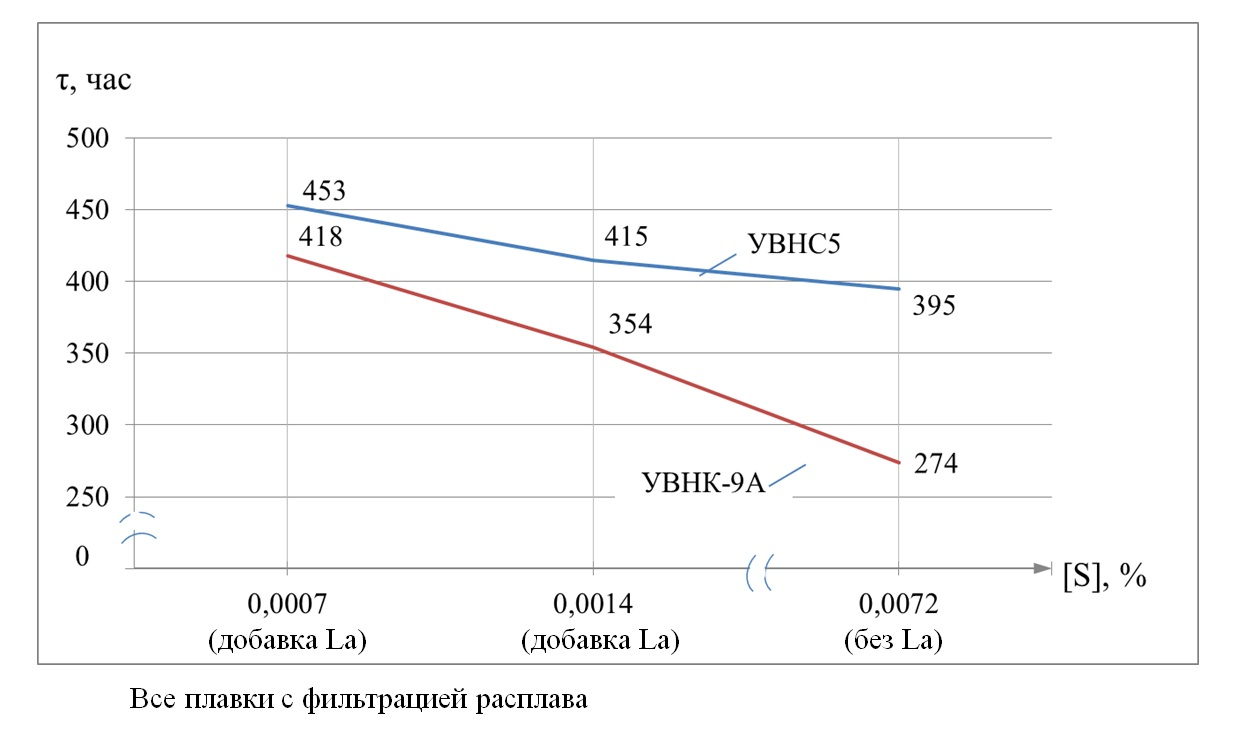 τ, час
500
453
450
418
415
УВНС5
400
395
354
350
300
274
УВНК-9А
250
0
[S], %
0,0007
0,0014
0,0072
(добавка La)
(добавка La)
(без La)
Все плавки с фильтрацией расплава